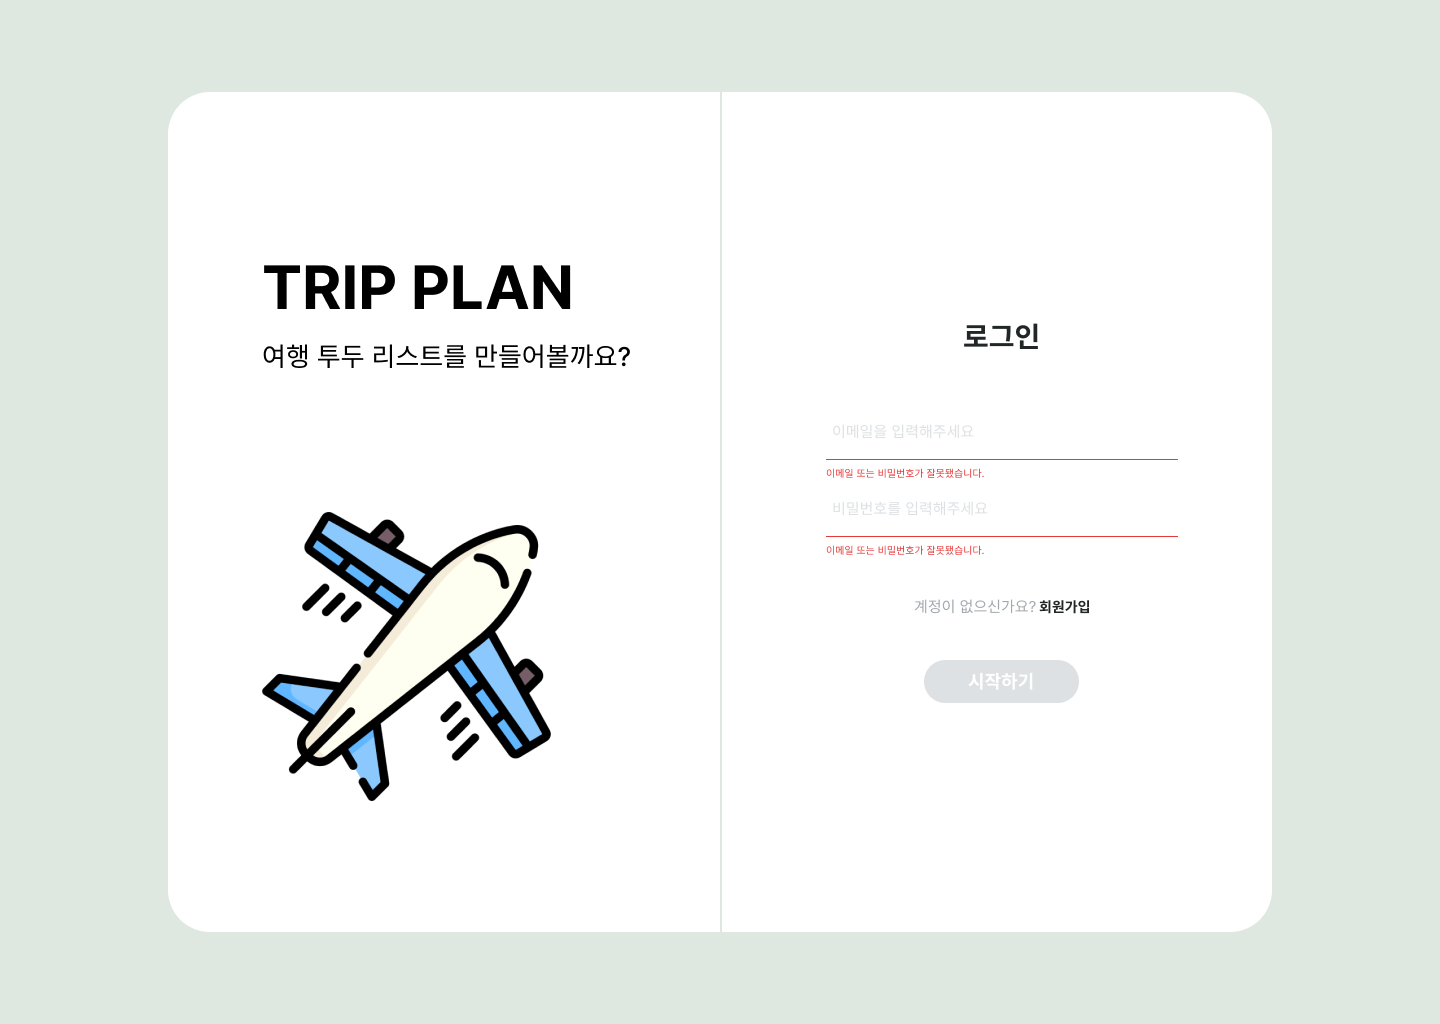 TRIP PLAN
여행 투두 리스트를 만들어볼까요?
로그인
이메일을 입력해주세요
이메일 또는 비밀번호가 잘못됐습니다.
비밀번호를 입력해주세요
이메일 또는 비밀번호가 잘못됐습니다.
계정이 없으신가요? 회원가입
시작하기